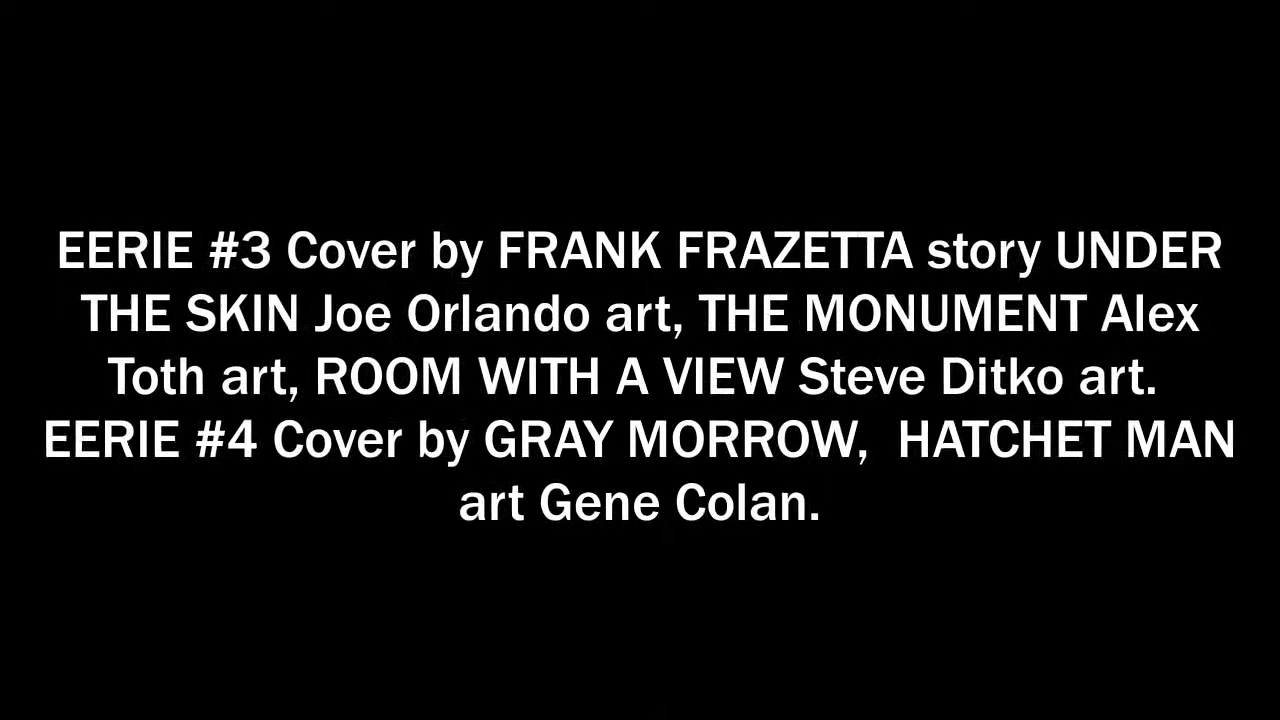 EERIE #3 Cover by FRANK FRAZETTA story UNDER
THE SKIN Joe Orlando art, THE MONUMENT Alex
Toth art, ROOM WITH A VIEW Steve Ditko art.
EERIE #4 Cover by GRAY MORROW,  HATCHET MAN
art Gene Colan.